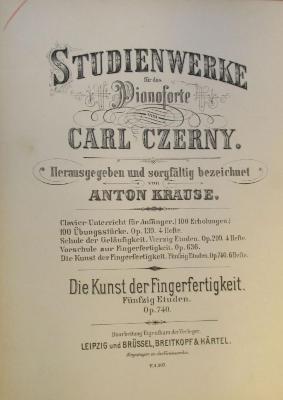 STUDIENWERKE
für das
Pianoforte
von
CARL CZERNY.
Herausgegeben und sorgfältig bezeichnet
von
ANTON KRAUSE.
Clavier-Unterricht für Anfänger. (100 Erholungen.)
100 Übungsstücke. Op. 139. 4 Hefte.
Schule der Geläufigkeit. Vierzig Etuden. Op. 299. 4 Hefte.
Vorschule zur Fingerfertigkeit. Op. 636.
Die Kunst der Fingerfertigkeit. Fünfzig Etuden. Op. 740. 6 Hefte.
Die Kunst der Fingerfertigkeit.
Fünfzig Etuden.
Op. 740.
Bearbeitung Eigenthum der Verleger.
LEIPZIG und BRÜSSEL, BREITKOPF & HÄRTEL.